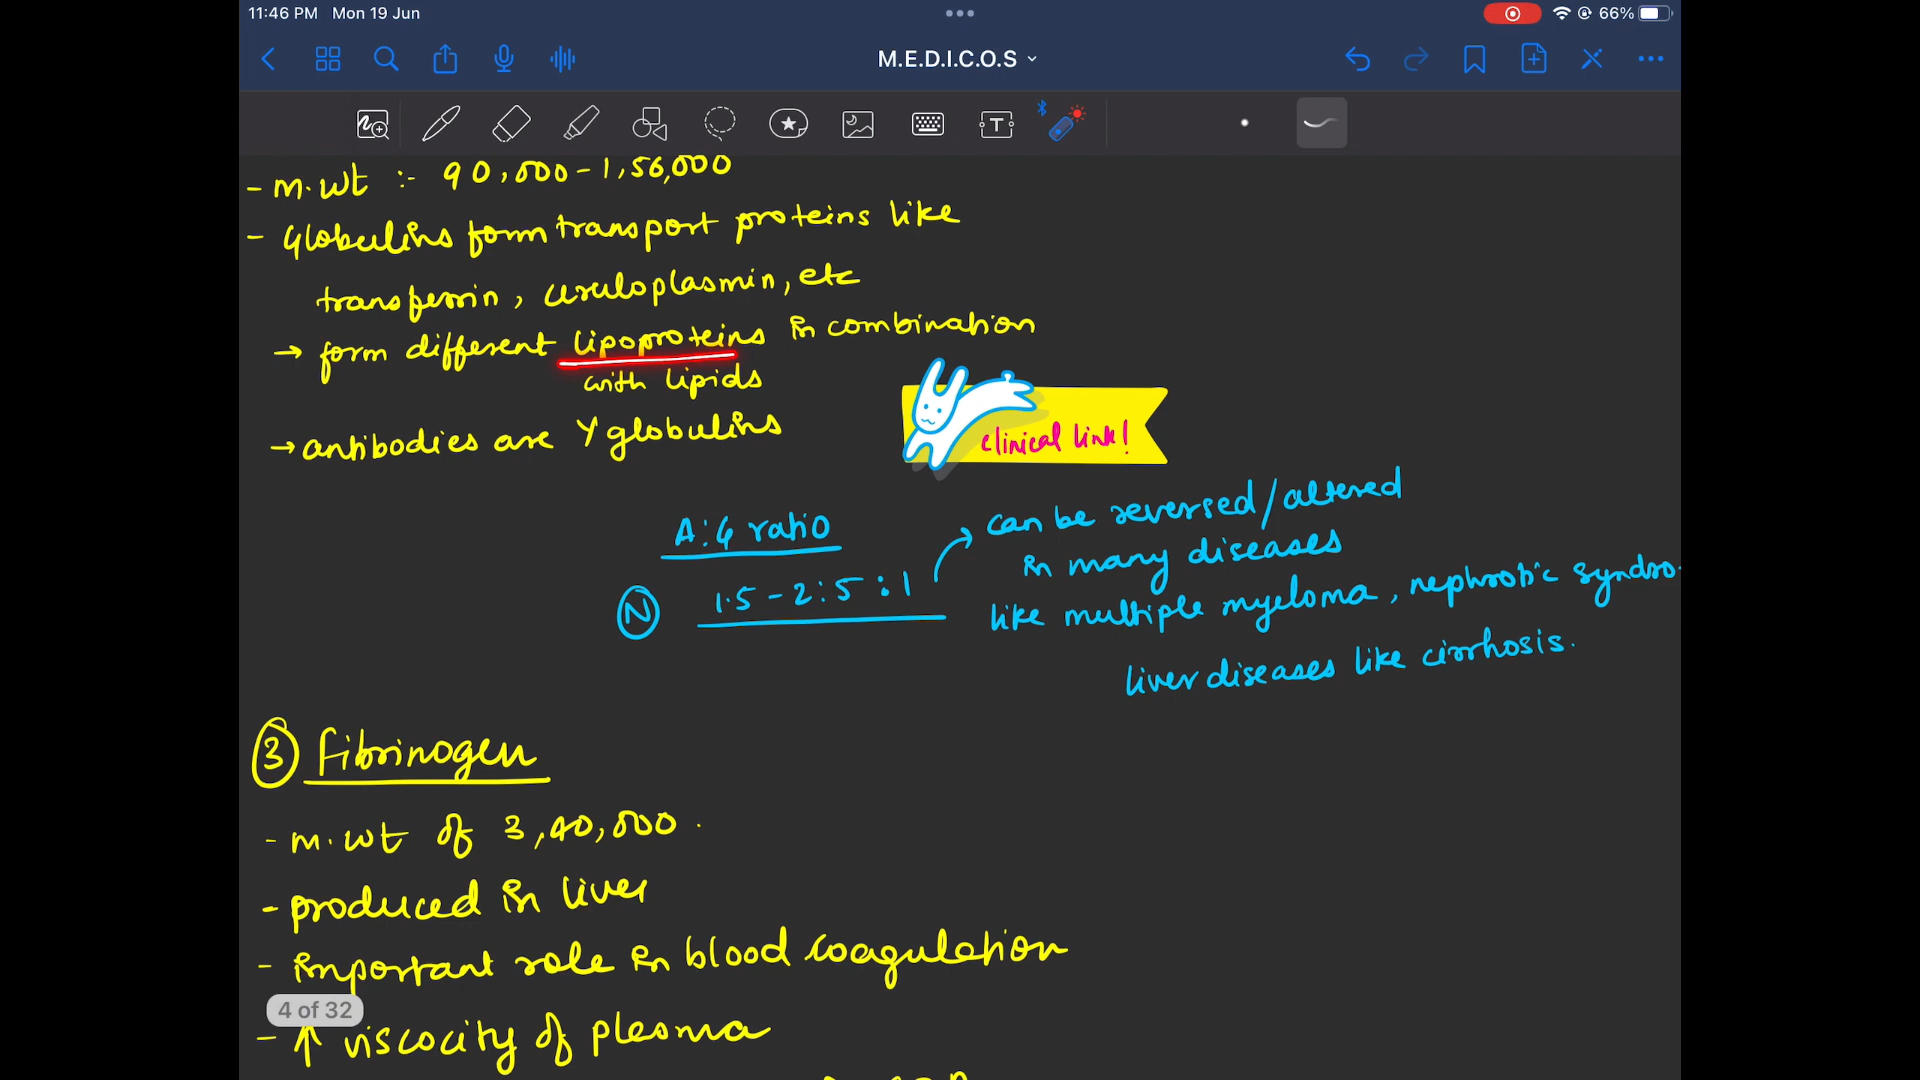 11:46 PM Mon 19 Jun
66%
M.E.D.I.C.O.S
- m.wt :- 90,000 - 1,56,000
- Globulins form transport proteins like
transferrin, ceruloplasmin, etc
→ form different lipoproteins in combination
with lipids
→ antibodies are γ globulins
clinical link!
A:G ratio
N 1.5 - 2:5 : 1
can be reversed/altered
in many diseases
like multiple myeloma, nephrotic syndro
liver diseases like cirrhosis.
3 Fibrinogen
- m.wt of 3,40,000.
- produced in liver
- important role in blood coagulation
4 of 32
- ↑ viscocity of plasma